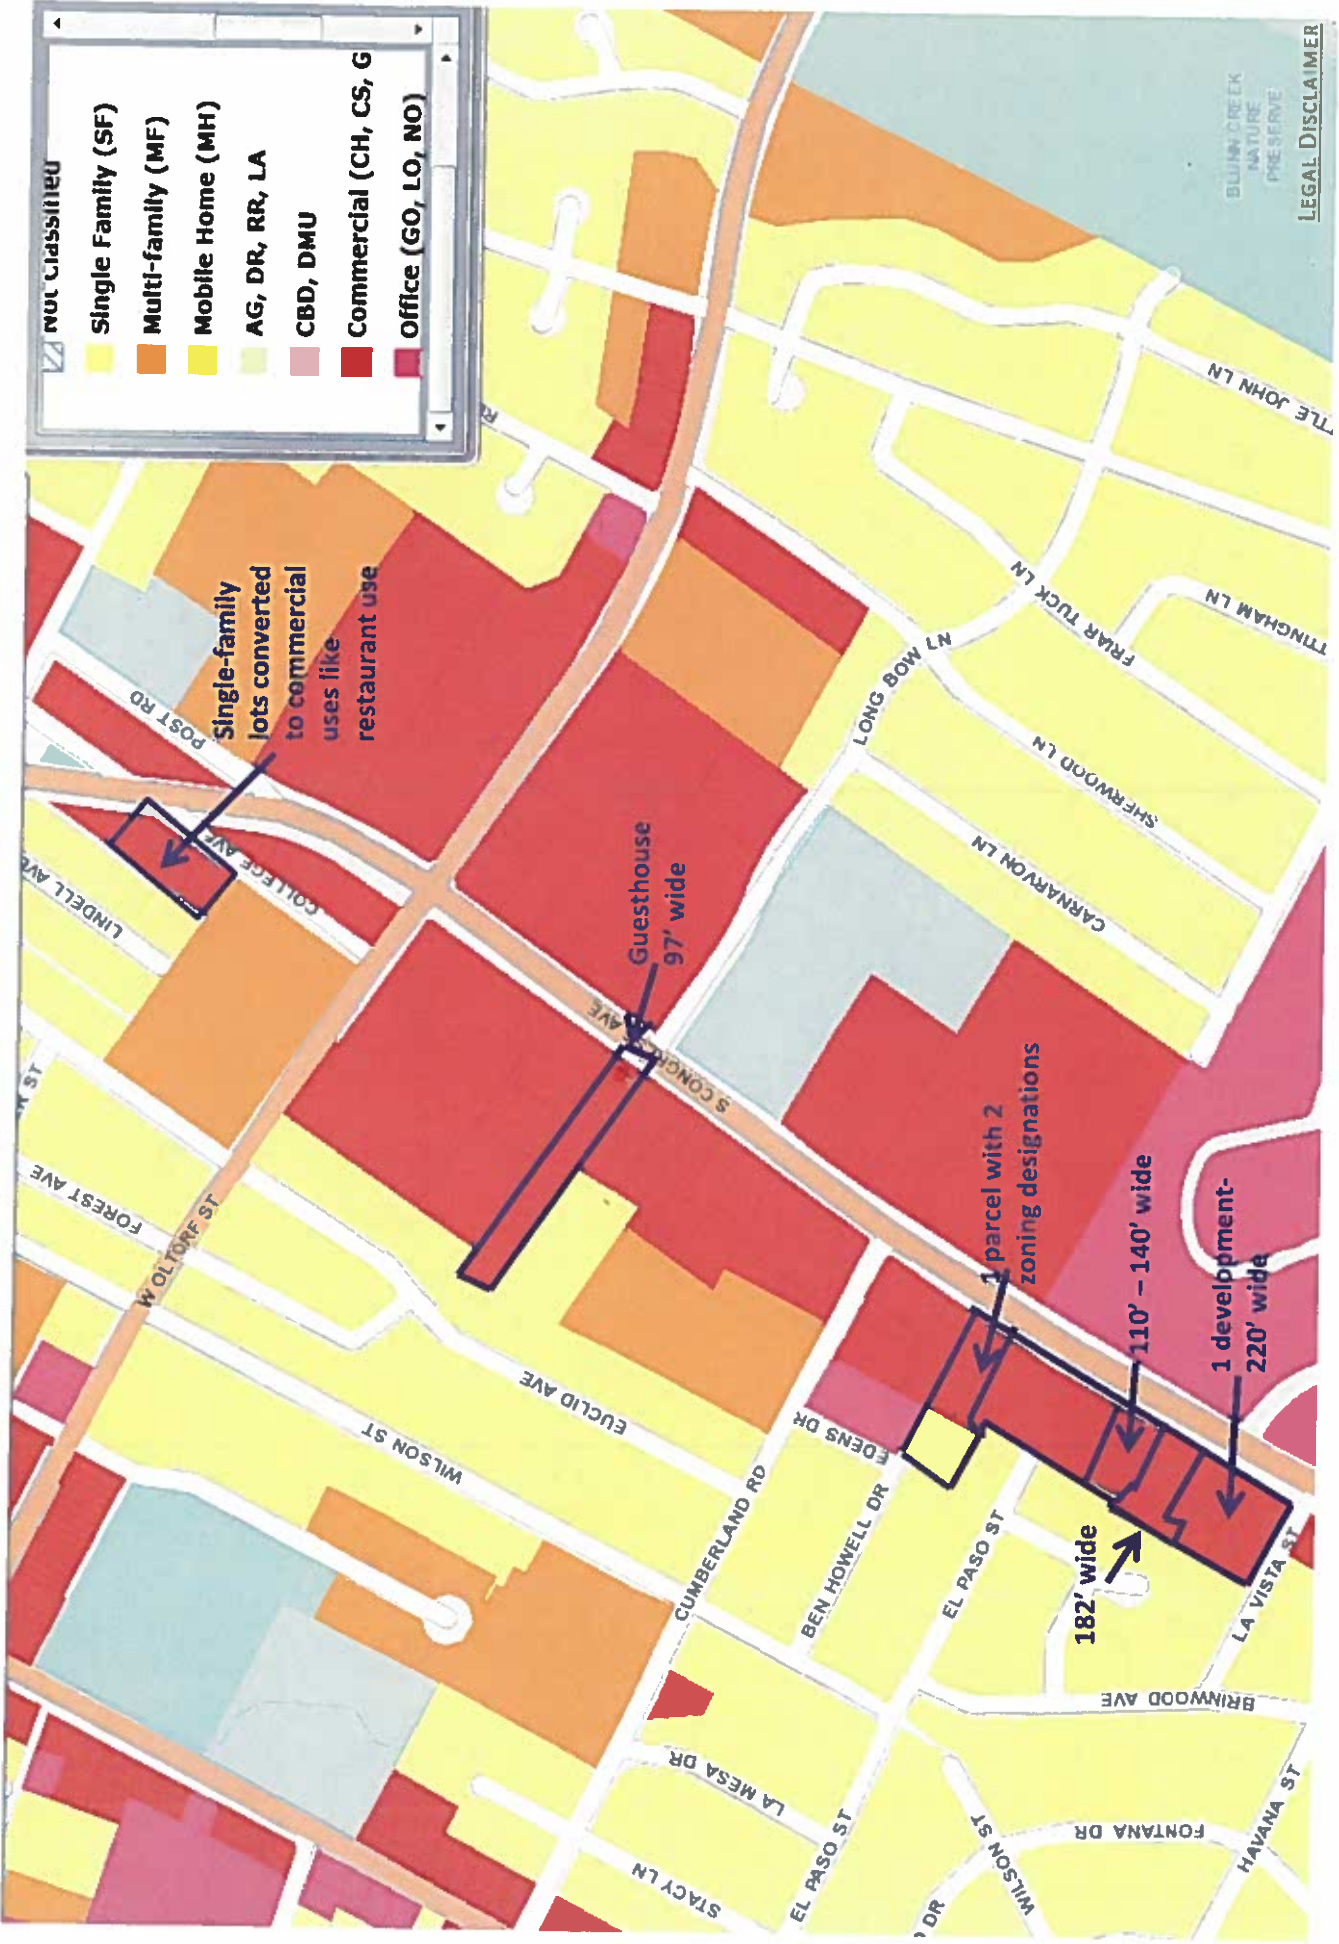 Not Classified
Single Family (SF)
Multi-family (MF)
Mobile Home (MH)
AG, DR, RR, LA
CBD, DMU
Commercial (CH, CS, G
Office (GO, LO, NO)
Single-family
lots converted
to commercial
uses like
restaurant use
Guesthouse
97' wide
1 parcel with 2
zoning designations
110' – 140' wide
1 development-
220' wide
182' wide
POST RD
COLLEGE AVE
LINDELL AVE
FOREST AVE
W OLTORF ST
S CONGRESS AVE
EUCLID AVE
WILSON ST
CUMBERLAND RD
EDENS DR
BEN HOWELL DR
EL PASO ST
LA VISTA ST
BRINWOOD AVE
LA MESA DR
STACY LN
EL PASO ST
WILSON ST
FONTANA DR
HAVANA ST
DR
LONG BOW LN
FRIAR TUCK LN
SHERWOOD LN
CARNARVON LN
TTINGHAM LN
TTLE JOHN LN
BLUNN CREEK
NATURE
PRESERVE
LEGAL DISCLAIMER